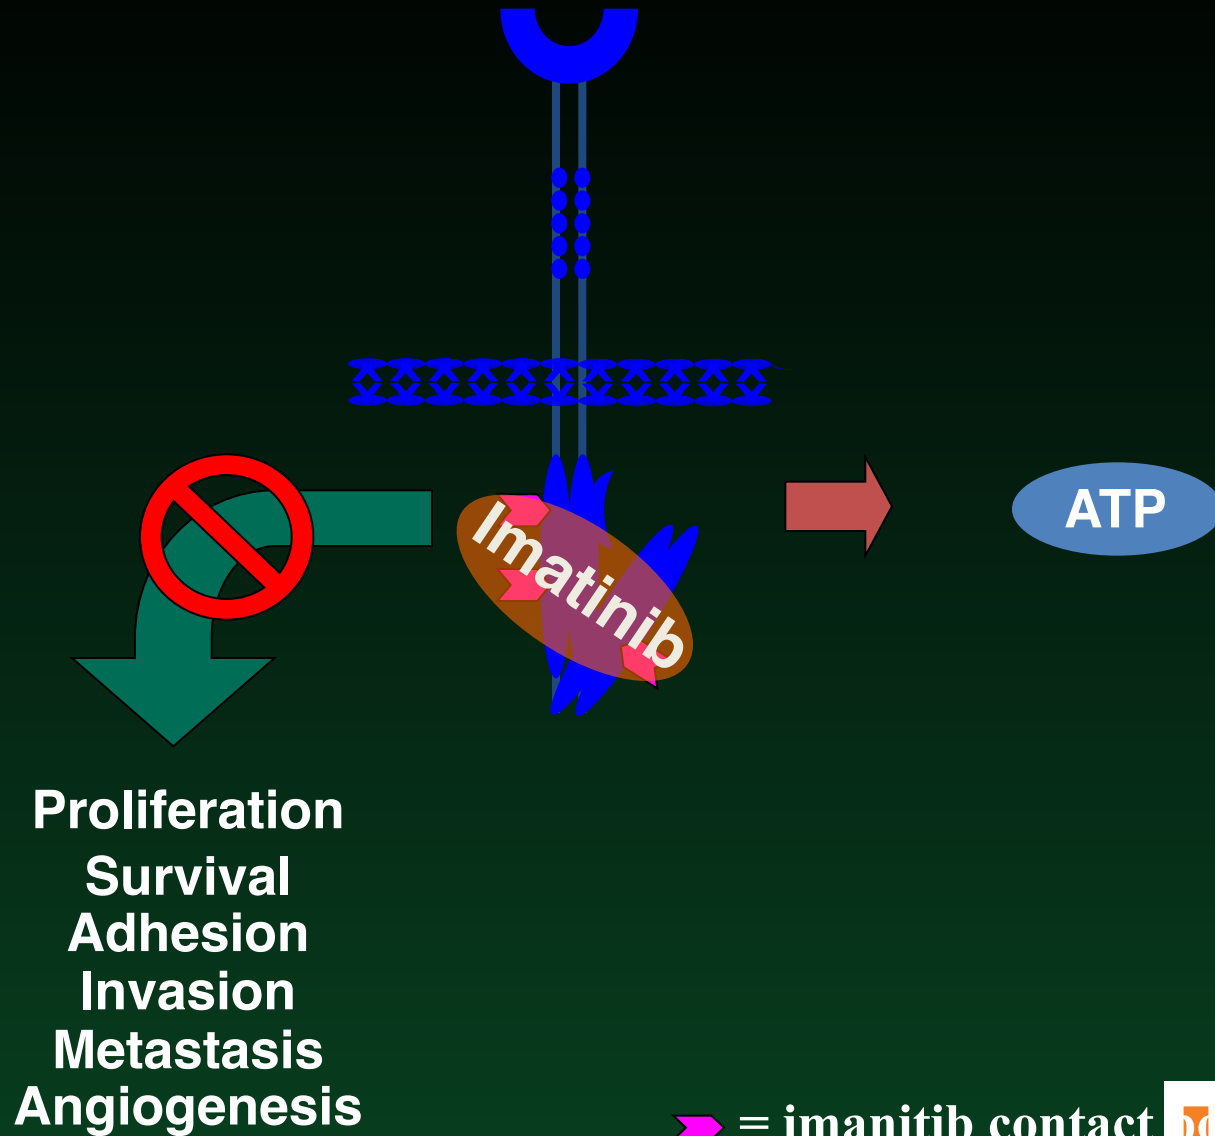 Imatinib
ATP
Proliferation
Survival
Adhesion
Invasion
Metastasis
Angiogenesis
= imanitib contact